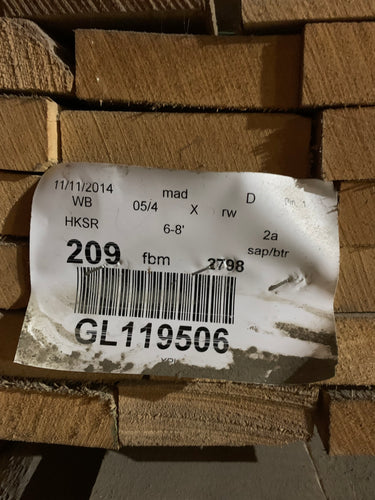 11/11/2014 mad D
WB 05/4 X rw
HKSR 6-8' 2a
sap/btr
209 fbm 2798
GL119506